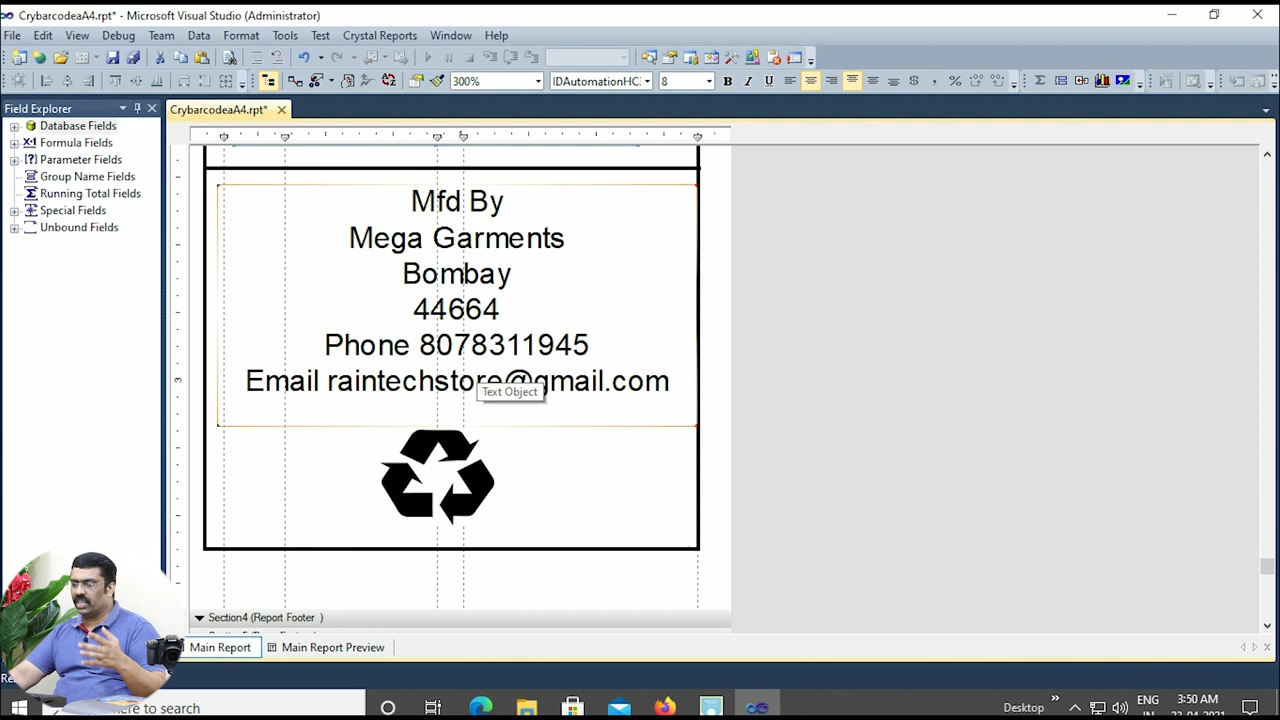 CrybarcodeaA4.rpt* - Microsoft Visual Studio (Administrator)
File Edit View Debug Team Data Format Tools Test Crystal Reports Window Help
300% IDAutomationHC: 8 B I U
Field Explorer
CrybarcodeaA4.rpt*
Database Fields
Formula Fields
Parameter Fields
Group Name Fields
Running Total Fields
Special Fields
Unbound Fields
Mfd By
Mega Garments
Bombay
44664
Phone 8078311945
Email raintechstore@gmail.com
Text Object
3
Section4 (Report Footer )
Main Report Main Report Preview
here to search
Desktop ENG 3:50 AM